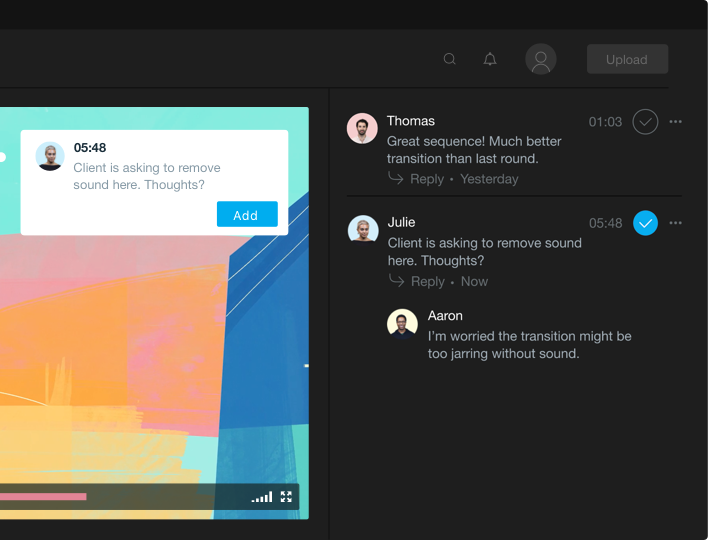 Upload
05:48
Client is asking to remove
sound here. Thoughts?
Add
Thomas 01:03
Great sequence! Much better
transition than last round.
Reply • Yesterday
Julie 05:48
Client is asking to remove sound
here. Thoughts?
Reply • Now
Aaron
I’m worried the transition might be
too jarring without sound.